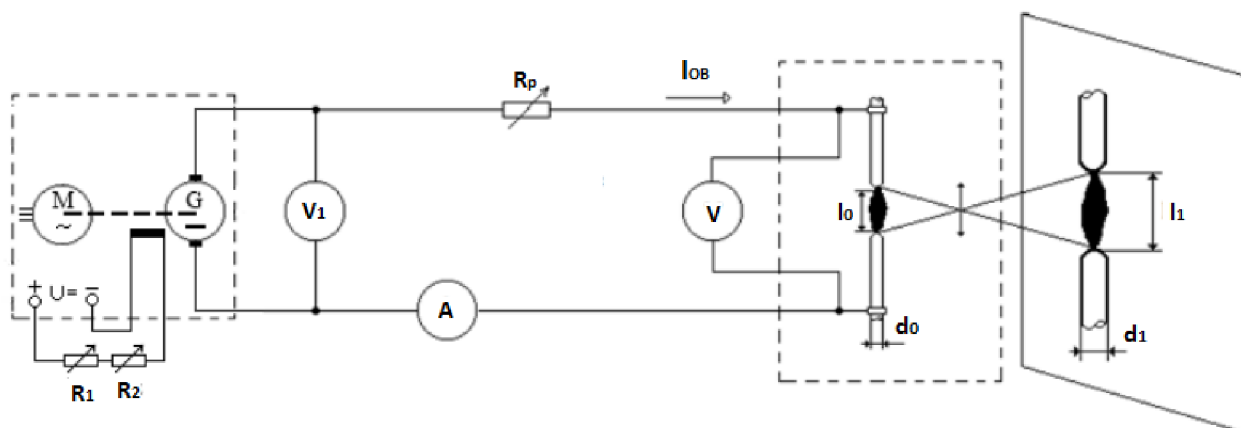 Rp
IOB
M
~
G
V1
V
A
l0
l1
d0
d1
+ U= −
R1
R2